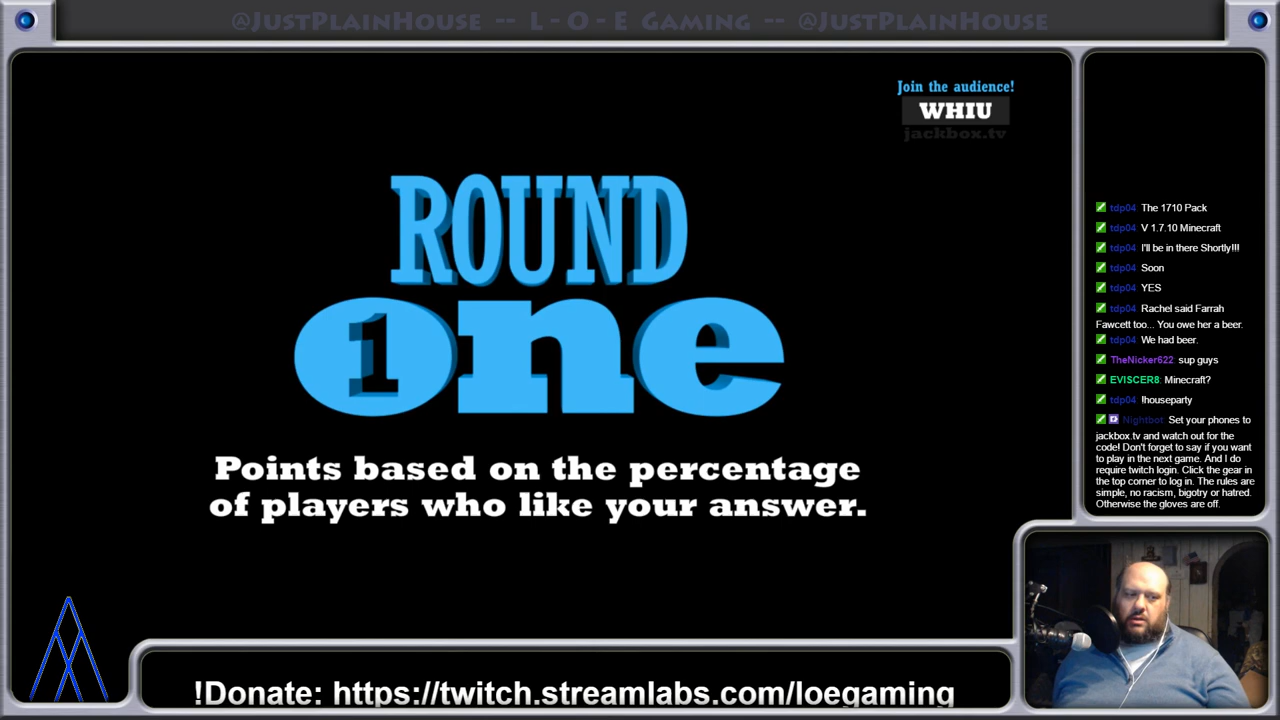 @JustPlainHouse -- L-O-E Gaming -- @JustPlainHouse
Join the audience!
WHIU
jackbox.tv
ROUND
One
1
Points based on the percentage
of players who like your answer.
tdp04 The 1710 Pack
tdp04 V 1.7.10 Minecraft
tdp04 I'll be in there Shortly!!!
tdp04 Soon
tdp04 YES
tdp04 Rachel said Farrah
Fawcett too... You owe her a beer.
tdp04 We had beer.
TheNicker622 sup guys
EVISCER8: Minecraft?
tdp04 !houseparty
Nightbot Set your phones to
jackbox.tv and watch out for the
code! Don't forget to say if you want
to play in the next game. And I do
require twitch login. Click the gear in
the top corner to log in. The rules are
simple, no racism, bigotry or hatred.
Otherwise the gloves are off.
!Donate: https://twitch.streamlabs.com/loegaming